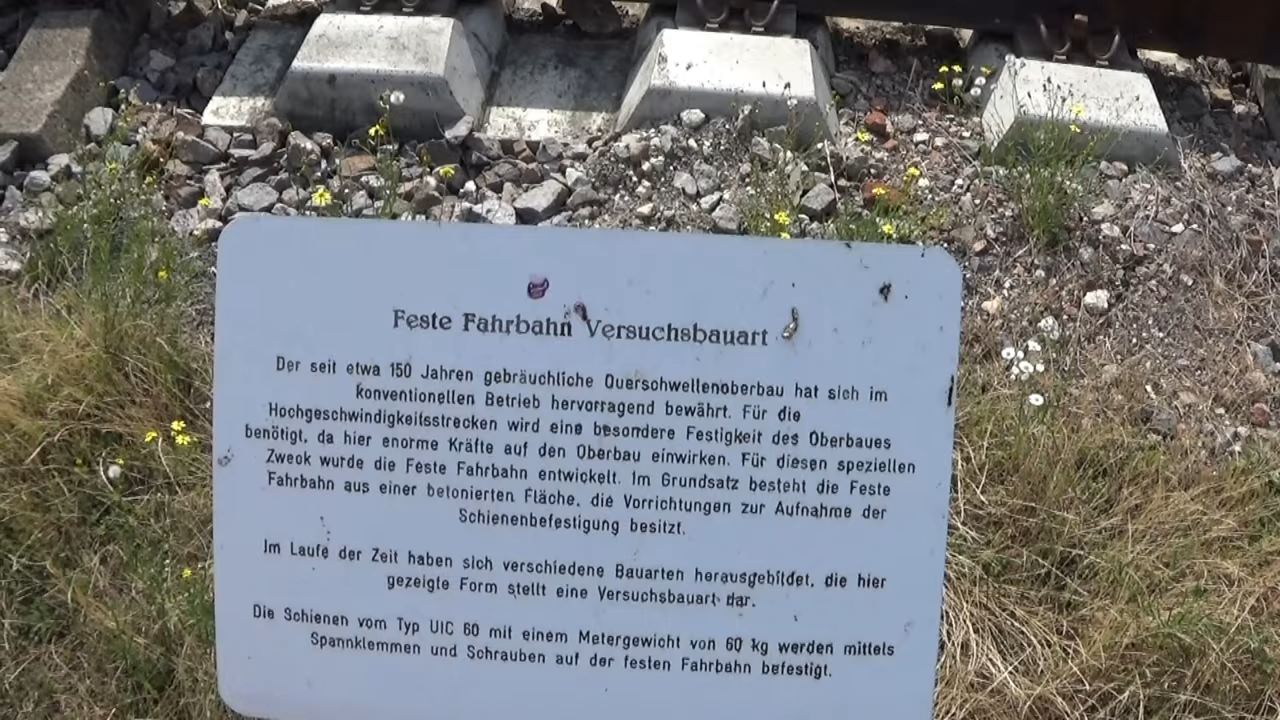 Feste Fahrbahn Versuchsbauart
Der seit etwa 150 Jahren gebräuchliche Querschwellenoberbau hat sich im
konventionellen Betrieb hervorragend bewährt. Für die
Hochgeschwindigkeitsstrecken wird eine besondere Festigkeit des Oberbaues
benötigt, da hier enorme Kräfte auf den Oberbau einwirken. Für diesen speziellen
Zweck wurde die Feste Fahrbahn entwickelt. Im Grundsatz besteht die Feste
Fahrbahn aus einer betonierten Fläche, die Vorrichtungen zur Aufnahme der
Schienenbefestigung besitzt.
Im Laufe der Zeit haben sich verschiedene Bauarten herausgebildet, die hier
gezeigte Form stellt eine Versuchsbauart dar.
Die Schienen vom Typ UIC 60 mit einem Metergewicht von 60 kg werden mittels
Spannklemmen und Schrauben auf der festen Fahrbahn befestigt.